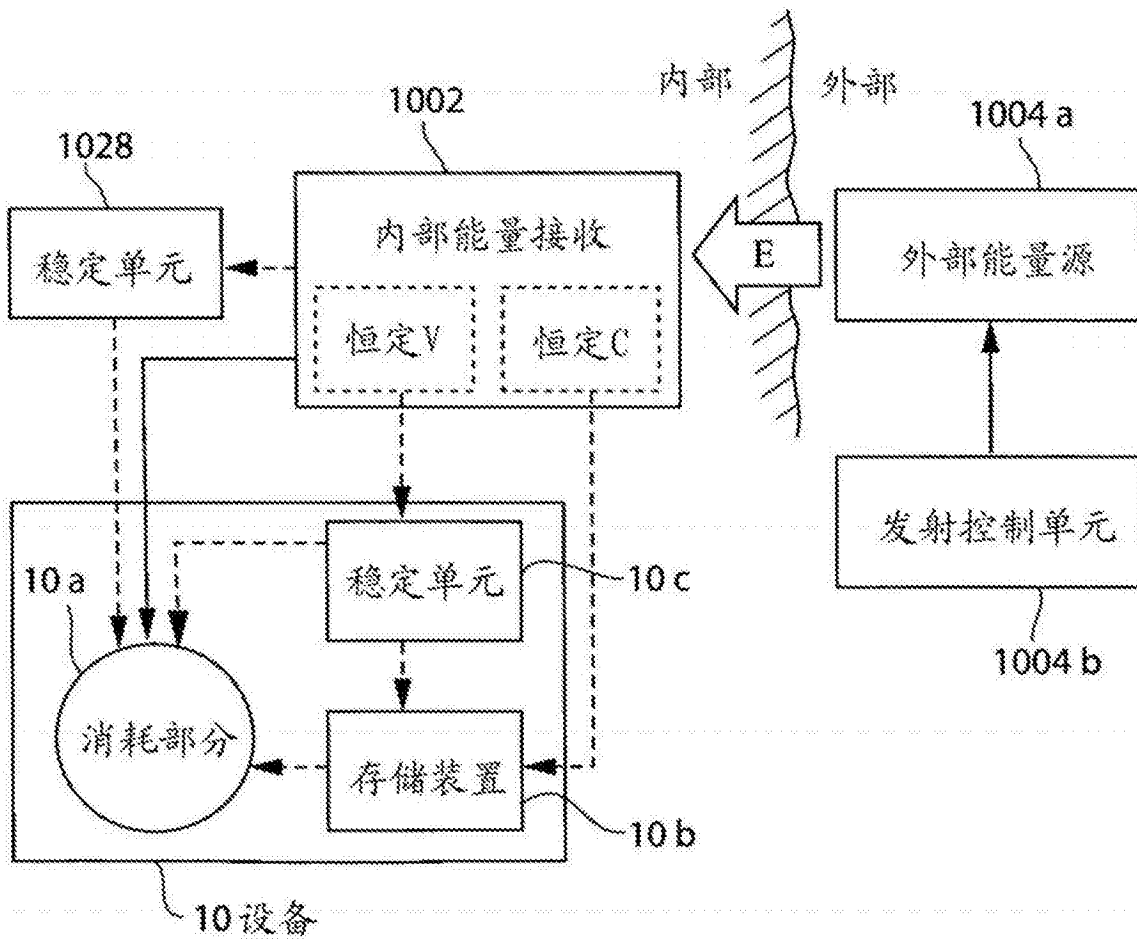 内部 外部
1002
1004 a
1028
稳定单元
内部能量接收
E
外部能量源
恒定V
恒定C
发射控制单元
稳定单元
10 c
10 a
1004 b
消耗部分
存储装置
10 b
10 设备